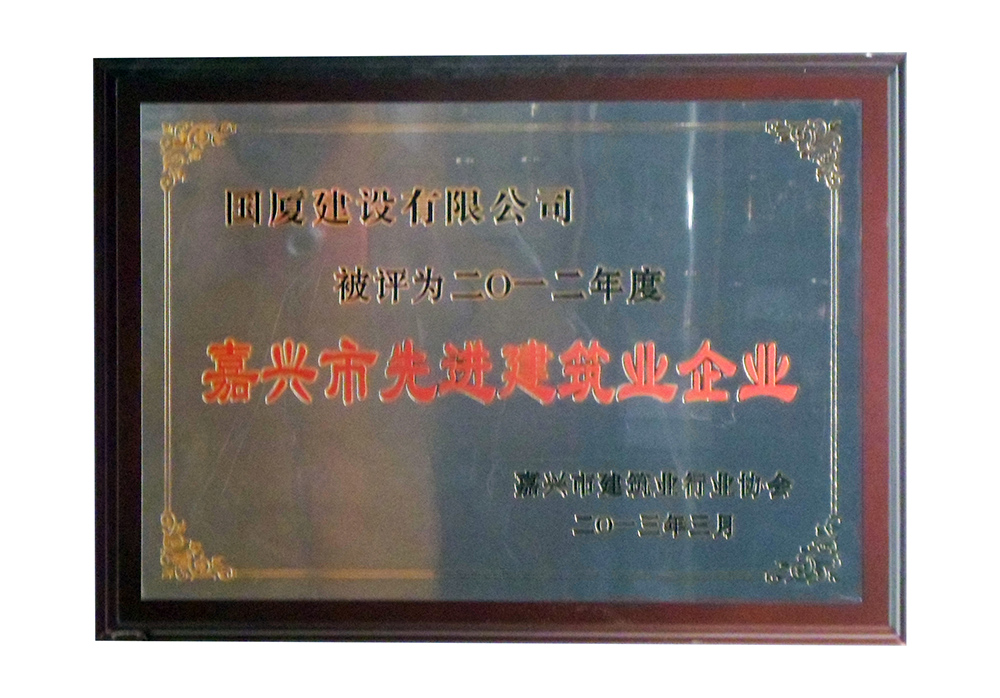 国厦建设有限公司
被评为二〇一二年度
嘉兴市先进建筑业企业
嘉兴市建筑业行业协会
二〇一三年三月